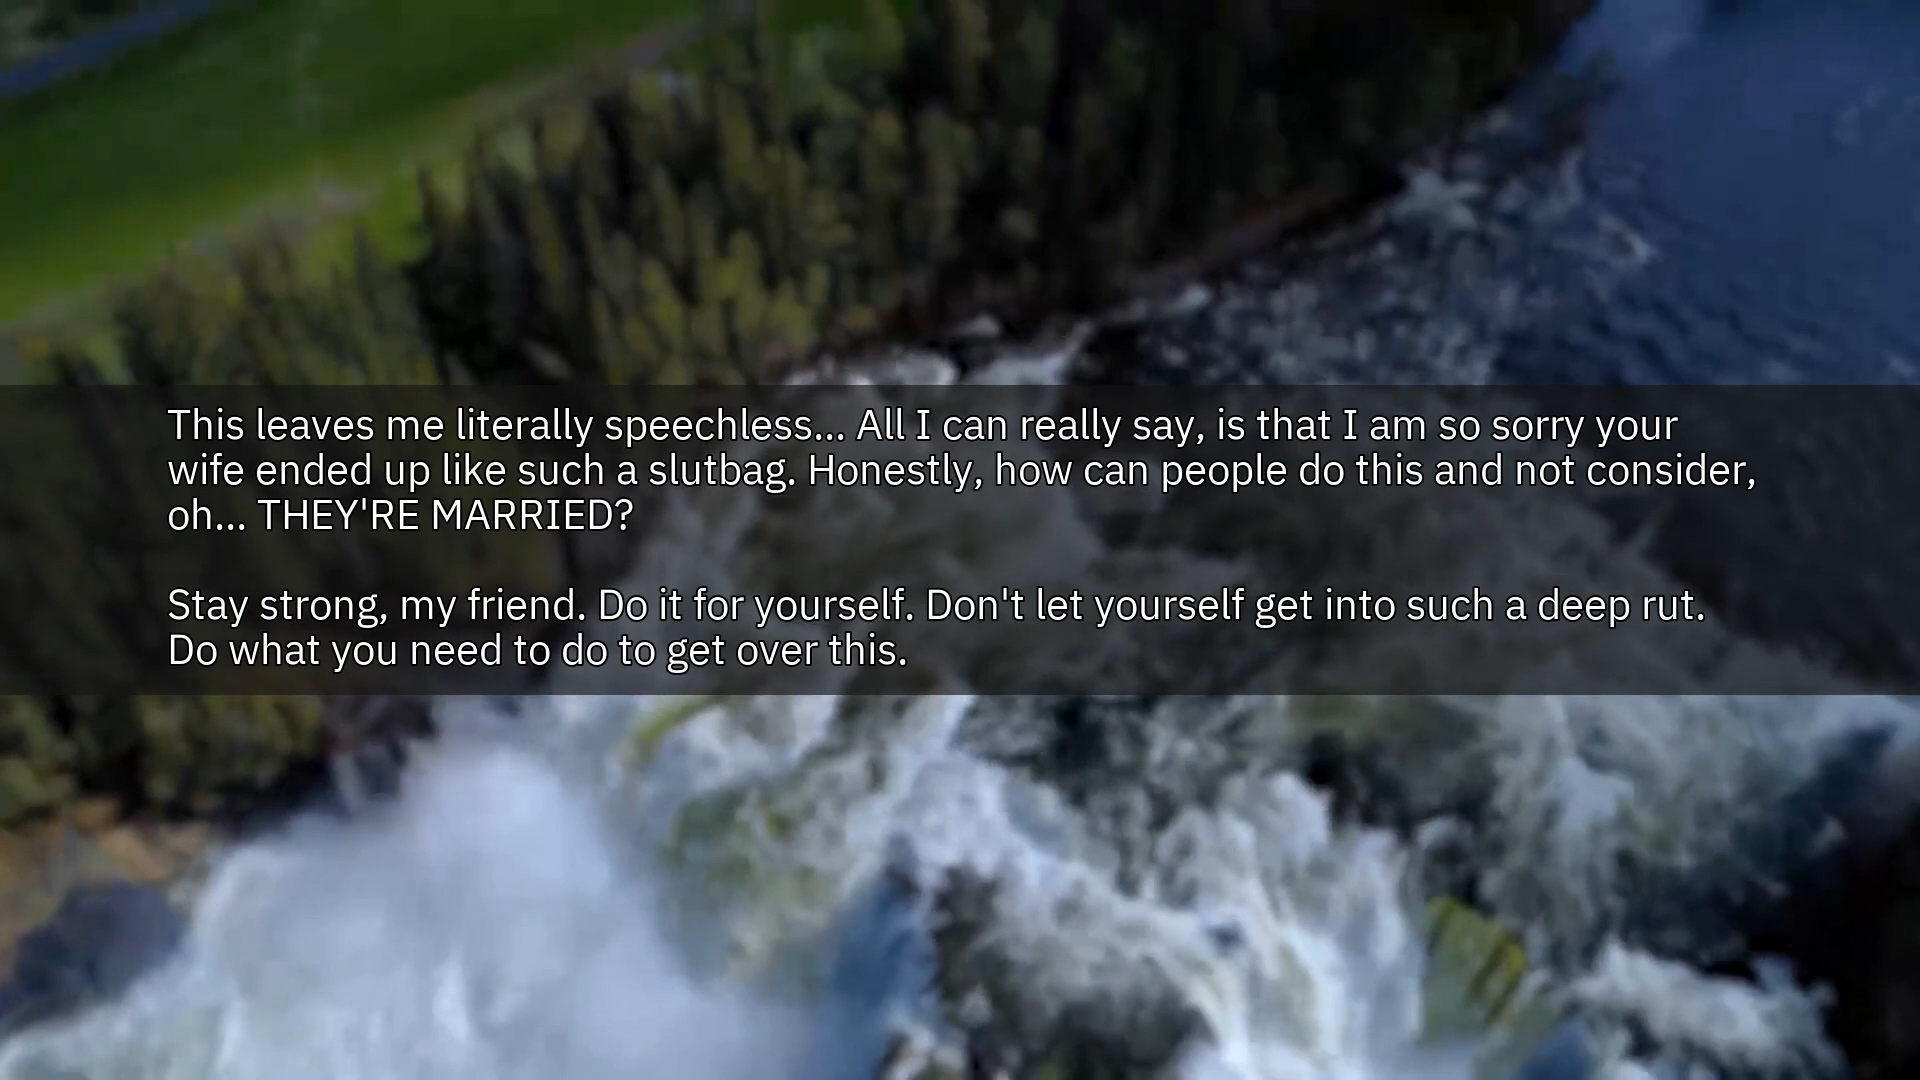 This leaves me literally speechless... All I can really say, is that I am so sorry your
wife ended up like such a slutbag. Honestly, how can people do this and not consider,
oh... THEY'RE MARRIED?
Stay strong, my friend. Do it for yourself. Don't let yourself get into such a deep rut.
Do what you need to do to get over this.